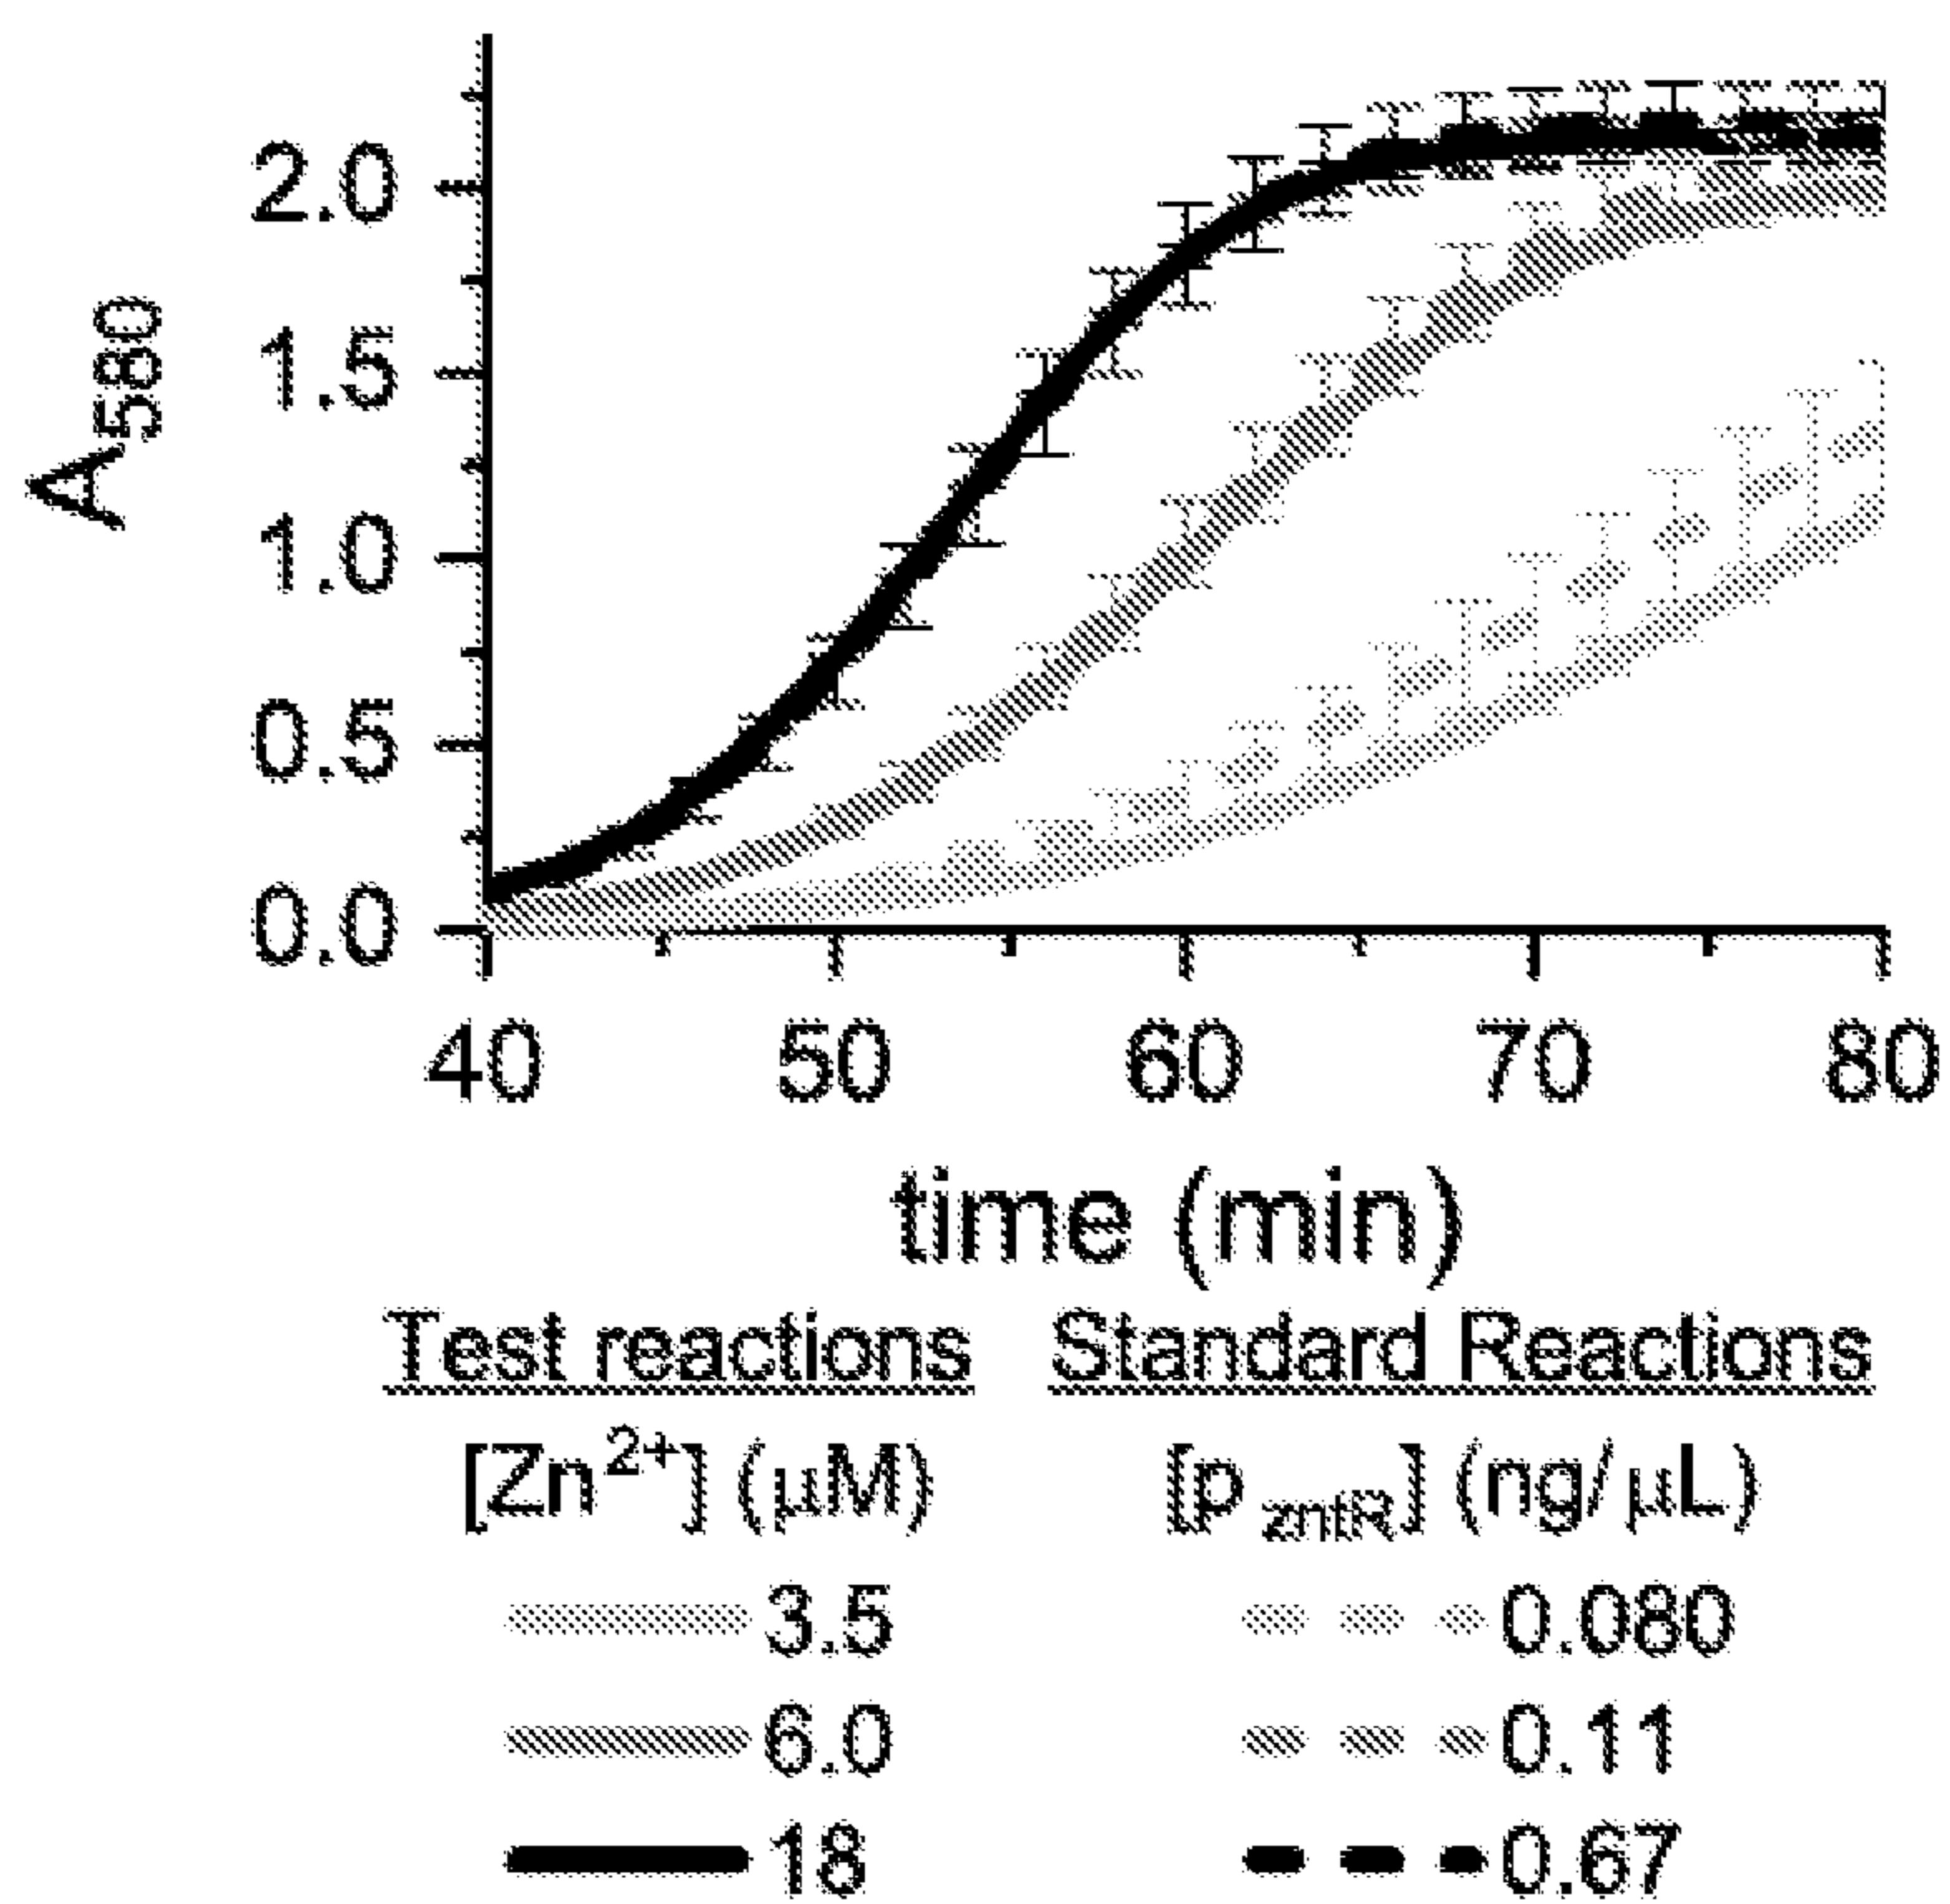 2.0
1.5
1.0
0.5
0.0
A580
40 50 60 70 80
time (min)
Test reactions Standard Reactions
[Zn2+] (μM) [p zntR] (ng/μL)
3.5 0.080
6.0 0.11
18 0.67